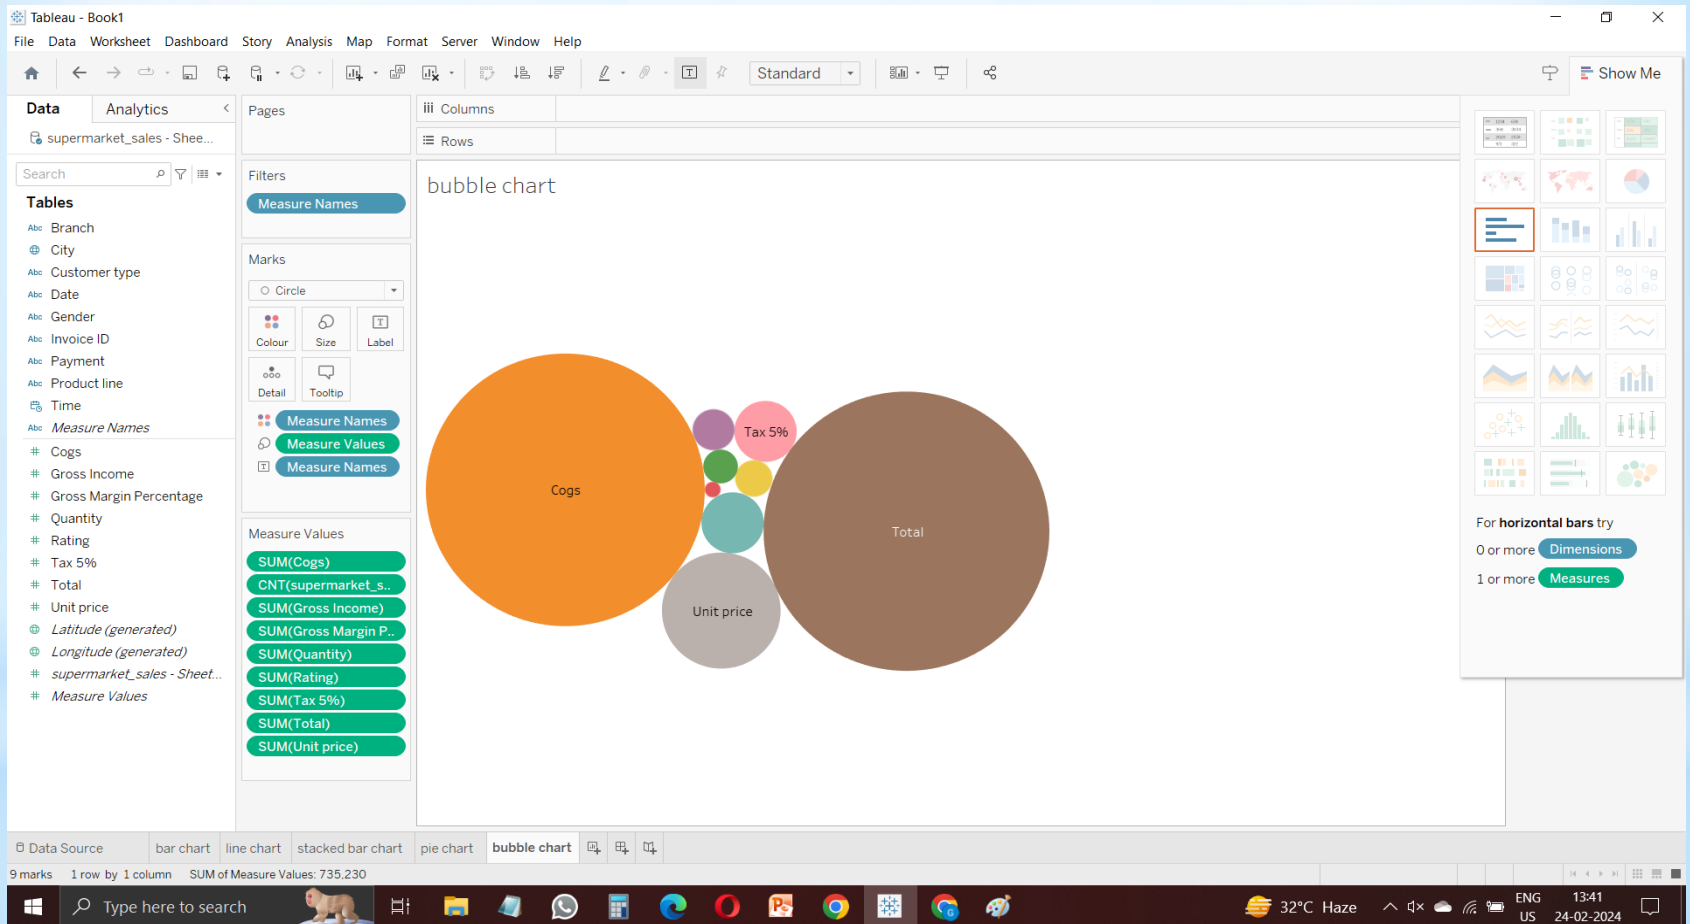 Tableau - Book1
File Data Worksheet Dashboard Story Analysis Map Format Server Window Help
Standard
Show Me
Data Analytics
supermarket_sales - Shee...
Search
Tables
Abc Branch
City
Abc Customer type
Abc Date
Abc Gender
Abc Invoice ID
Abc Payment
Abc Product line
Time
Abc Measure Names
# Cogs
# Gross Income
# Gross Margin Percentage
# Quantity
# Rating
# Tax 5%
# Total
# Unit price
Latitude (generated)
Longitude (generated)
# supermarket_sales - Sheet...
# Measure Values
Pages
Filters
Measure Names
Marks
Circle
Colour Size Label
Detail Tooltip
Measure Names
Measure Values
Measure Names
Measure Values
SUM(Cogs)
CNT(supermarket_s..
SUM(Gross Income)
SUM(Gross Margin P..
SUM(Quantity)
SUM(Rating)
SUM(Tax 5%)
SUM(Total)
SUM(Unit price)
Columns
Rows
bubble chart
Tax 5%
Cogs
Total
Unit price
For horizontal bars try
0 or more Dimensions
1 or more Measures
Data Source bar chart line chart stacked bar chart pie chart bubble chart
9 marks 1 row by 1 column SUM of Measure Values: 735,230
Type here to search
32°C Haze
ENG
US
13:41
24-02-2024